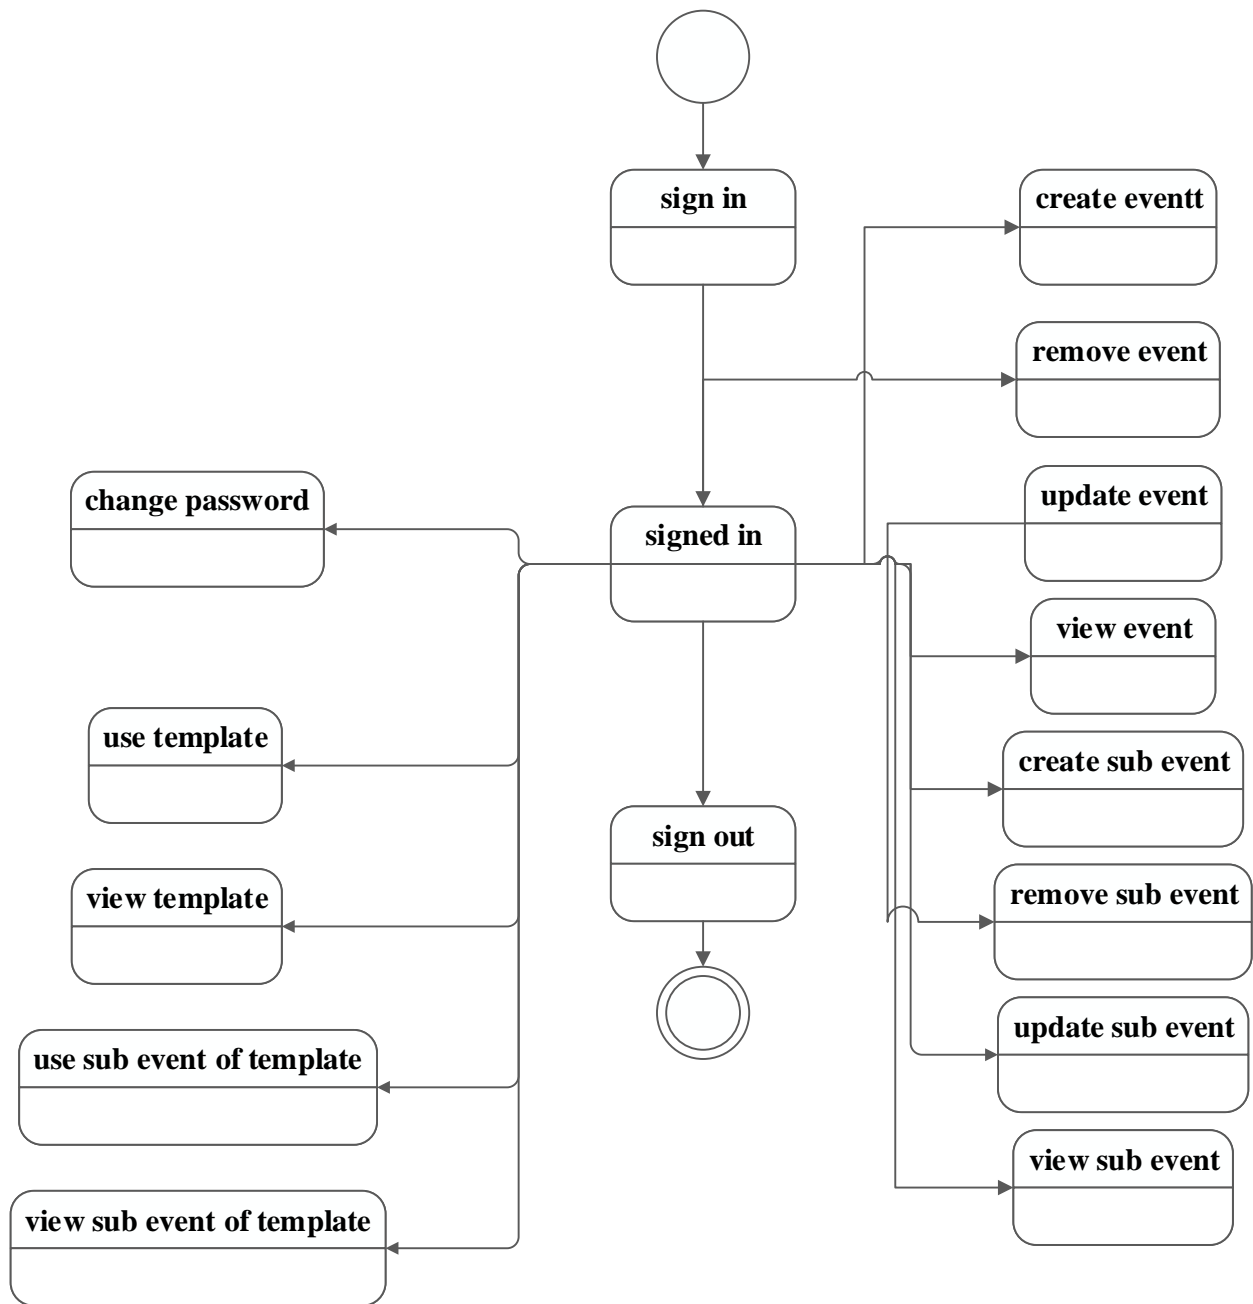 sign in
create eventt
remove event
change password
update event
signed in
view event
use template
create sub event
sign out
view template
remove sub event
use sub event of template
update sub event
view sub event
view sub event of template